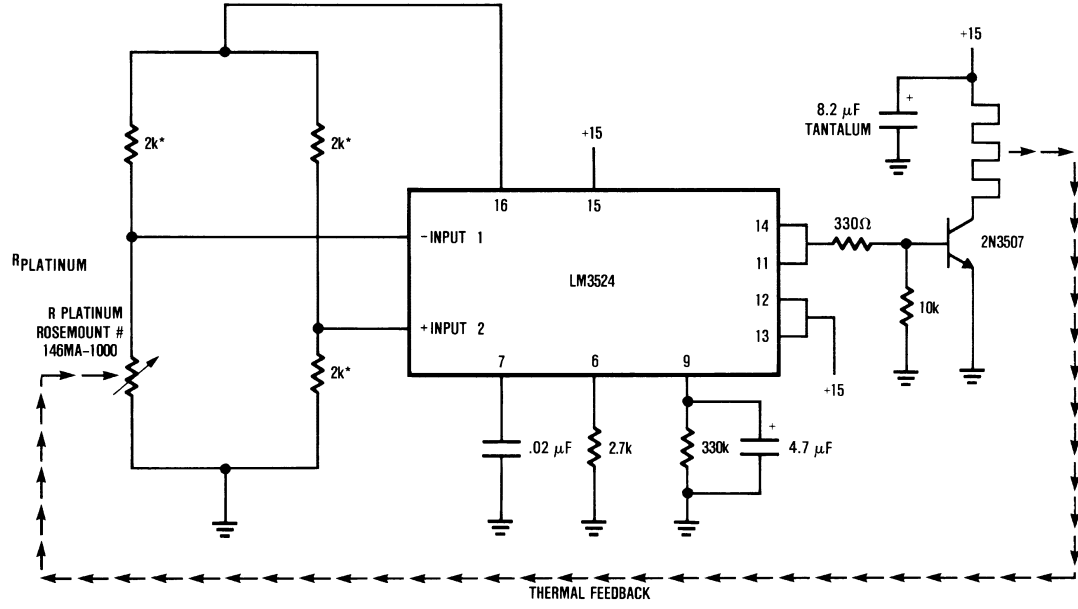 +15
8.2 µF
TANTALUM
+
2k*
2k*
+15
16
15
−INPUT 1
14
330Ω
2N3507
RPLATINUM
11
LM3524
R PLATINUM
ROSEMOUNT #
146MA-1000
12
10k
+INPUT 2
13
2k*
7
6
9
+15
.02 µF
2.7k
330k
+
4.7 µF
THERMAL FEEDBACK